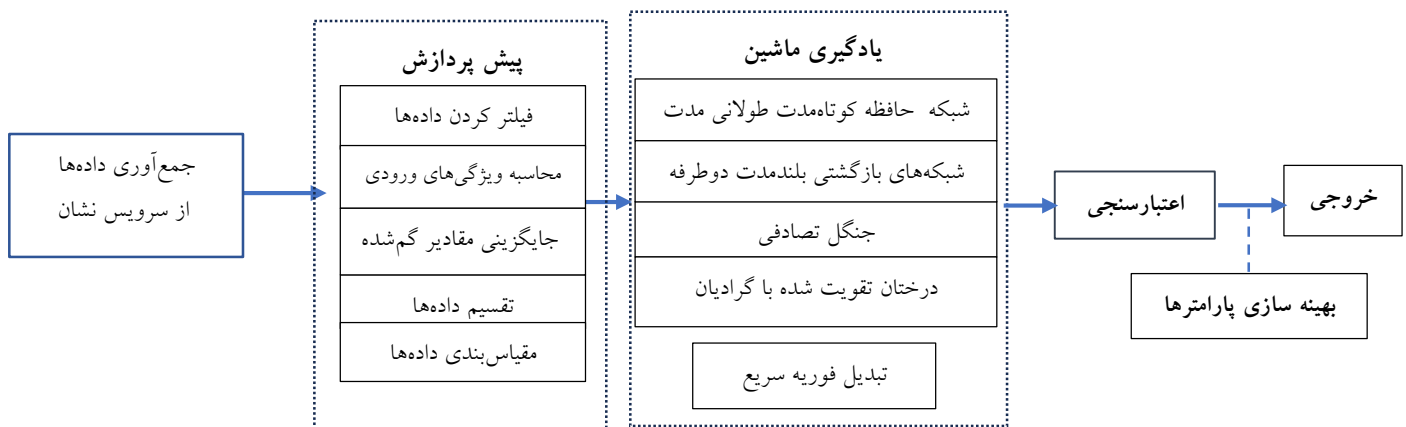 جمع‌آوری داده‌ها
از سرویس نشان
پیش پردازش
فیلتر کردن داده‌ها
محاسبه ویژگی‌های ورودی
جایگزینی مقادیر گم‌شده
تقسیم داده‌ها
مقیاس‌بندی داده‌ها
یادگیری ماشین
شبکه حافظه کوتاه‌مدت طولانی مدت
شبکه‌های بازگشتی بلندمدت دوطرفه
جنگل تصادفی
درختان تقویت شده با گرادیان
تبدیل فوریه سریع
اعتبارسنجی
خروجی
بهینه سازی پارامترها